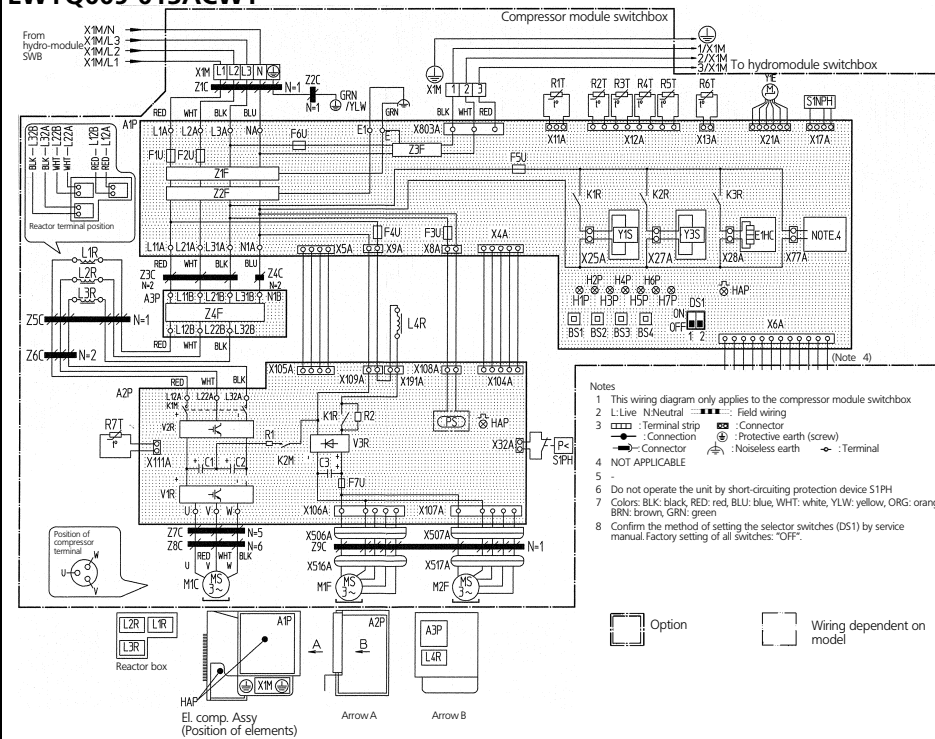 Compressor module switchbox
From
hydro-module
SWB
X1M/N
X1M/L3
X1M/L2
X1M/L1
X1M L1 L2 L3 N
Z1C N=1
Z2C
N=1
GRN
/YLW
GRN
X1M 1 2 3
1/X1M
2/X1M
3/X1M
To hydromodule switchbox
RED WHT BLK BLU
BLK WHT RED
R1T R2T R3T R4T R5T R6T Y1E
M
S1NPH
t° t° t° t° t° t°
X11A X12A X13A X21A X17A
A1P
L1A L2A L3A NA E1 E X803A
F6U
F1U F2U
Z3F
F5U
Z1F
Z2F
K1R K2R K3R
F4U F3U
Y1S Y3S E1HC NOTE.4
X25A X27A X28A X77A
L11A L21A L31A N1A
X5A X9A X8A X4A
L32B
L32A
L22B
L22A
L12B
L12A
BLK
BLK
WHT
WHT
RED
RED
Reactor terminal position
RED WHT BLK BLU
Z3C
N=2
Z4C
N=2
L1R
L2R
L3R
A3P L11B L21B L31B N1B
Z4F
L12B L22B L32B
RED WHT BLK
Z5C N=1
Z6C N=2
L4R
H2P H4P H6P
H1P H3P H5P H7P
HAP
BS1 BS2 BS3 BS4
DS1
ON
OFF
1 2
X6A
(Note 4)
A2P
RED WHT BLK
L12A L22A L32A
K1M
X105A X109A X191A X108A X104A
R7T
t°
X111A
V2R
R1
K2M
C1 C2
V1R
K1R R2
V3R
C3
F7U
PS
HAP
X32A
P<
S1PH
U V W
X106A X107A
Z7C N=5
Z8C N=6
RED WHT BLK
U V W
M1C
MS
3~
X506A X507A
Z9C N=1
X516A X517A
M1F
MS
3~
M2F
MS
3~
Position of
compressor
terminal
U W V
Notes
1 This wiring diagram only applies to the compressor module switchbox
2 L:Live N:Neutral : Field wiring
3 : Terminal strip : Connector
: Connection : Protective earth (screw)
: Connector : Noiseless earth : Terminal
4 NOT APPLICABLE
5 -
6 Do not operate the unit by short-circuiting protection device S1PH
7 Colors: BLK: black, RED: red, BLU: blue, WHT: white, YLW: yellow, ORG: orang
BRN: brown, GRN: green
8 Confirm the method of setting the selector switches (DS1) by service
manual. Factory setting of all switches: "OFF".
Option
Wiring dependent on
model
L2R L1R
L3R
Reactor box
A1P
X1M
HAP
El. comp. Assy
(Position of elements)
A
A2P
B
Arrow A
A3P
L4R
Arrow B